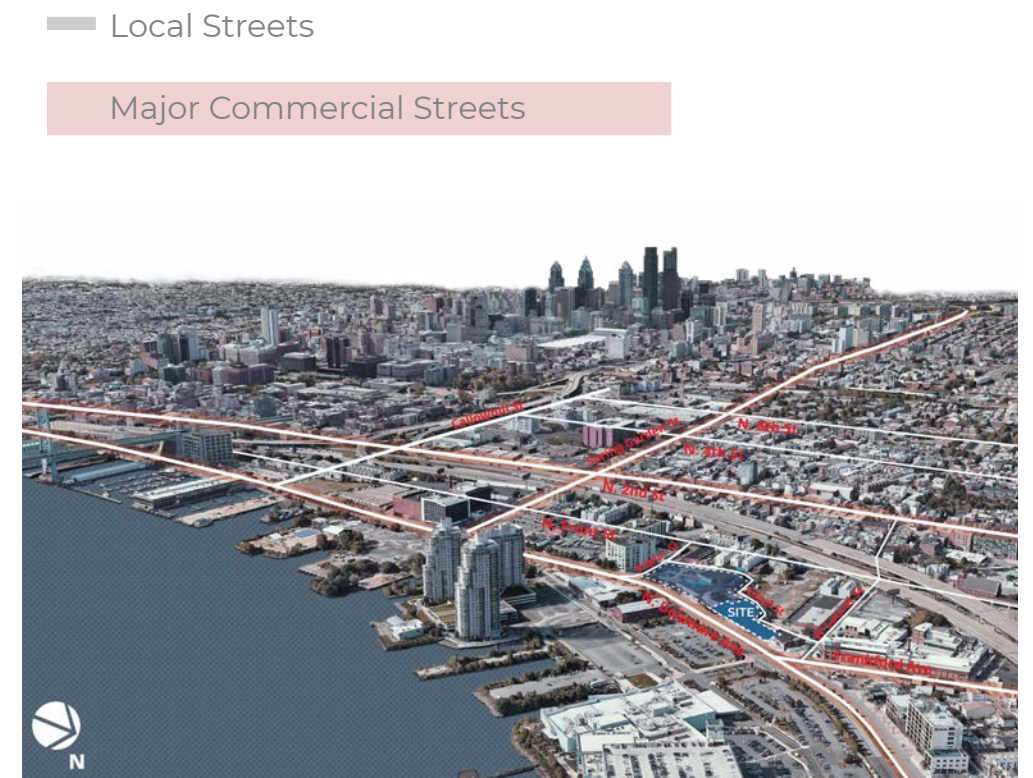 Local Streets
Major Commercial Streets
Callowhill St
Spring Garden St
N. 6th St
N. 4th St
N. 2nd St
N. Front St
SITE
N. Delaware Ave
Frankford Ave
N